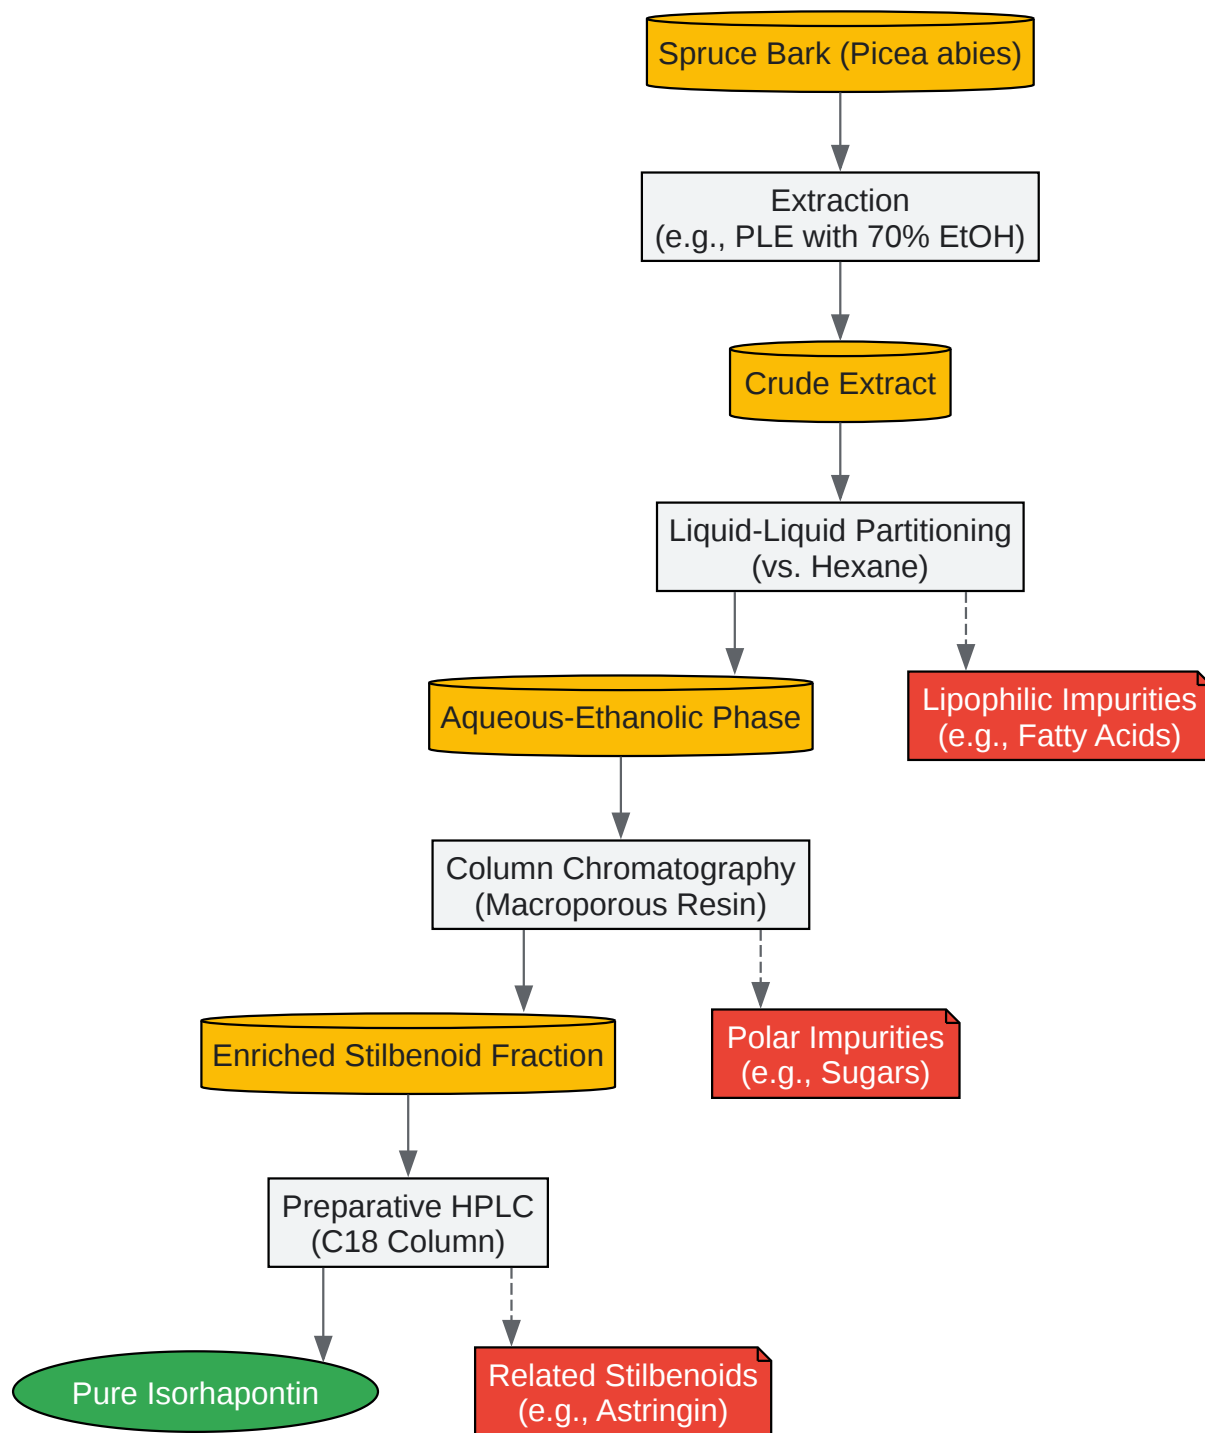 Spruce Bark (Picea abies)
Extraction
(e.g., PLE with 70% EtOH)
Crude Extract
Liquid-Liquid Partitioning
(vs. Hexane)
Aqueous-Ethanolic Phase
Lipophilic Impurities
(e.g., Fatty Acids)
Column Chromatography
(Macroporous Resin)
Enriched Stilbenoid Fraction
Polar Impurities
(e.g., Sugars)
Preparative HPLC
(C18 Column)
Pure Isorhapontin
Related Stilbenoids
(e.g., Astringin)